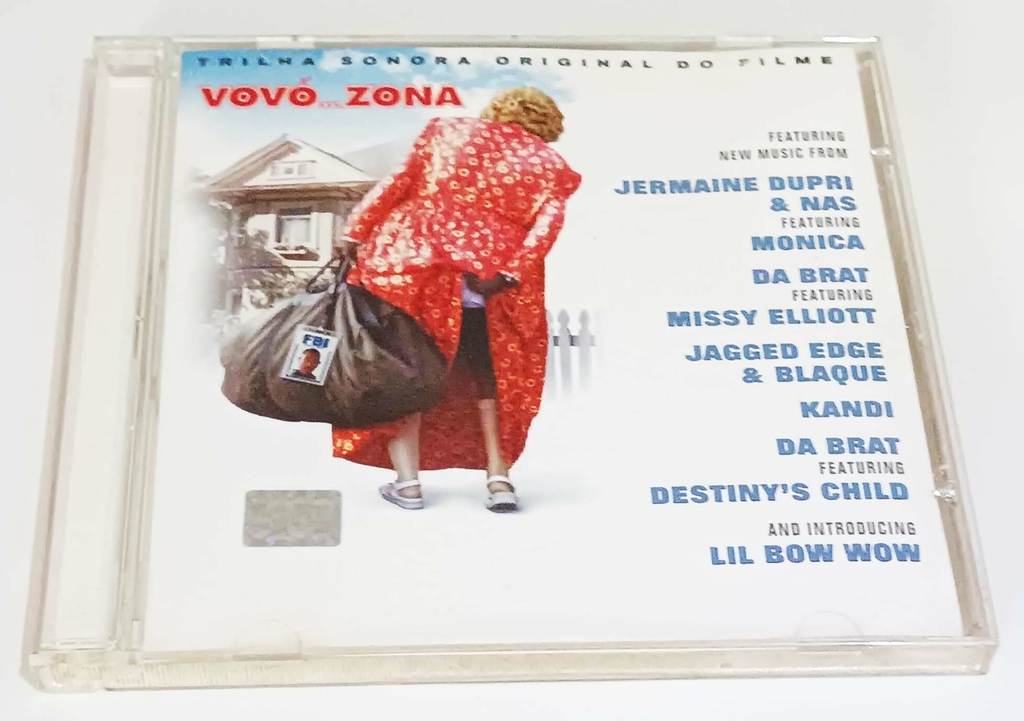 TRILHA SONORA ORIGINAL DO FILME
VOVÓ... ZONA
FEATURING
NEW MUSIC FROM
JERMAINE DUPRI
& NAS
FEATURING
MONICA
DA BRAT
FEATURING
MISSY ELLIOTT
JAGGED EDGE
& BLAQUE
KANDI
DA BRAT
FEATURING
DESTINY'S CHILD
AND INTRODUCING
LIL BOW WOW
FBI